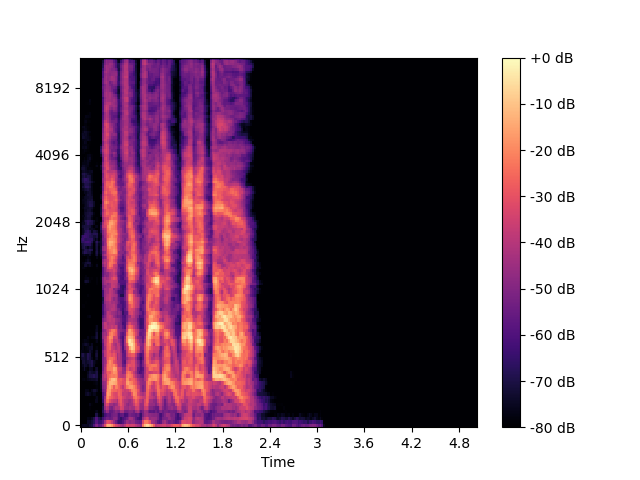 8192
4096
2048
1024
512
0
Hz
0 0.6 1.2 1.8 2.4 3 3.6 4.2 4.8
Time
+0 dB
-10 dB
-20 dB
-30 dB
-40 dB
-50 dB
-60 dB
-70 dB
-80 dB